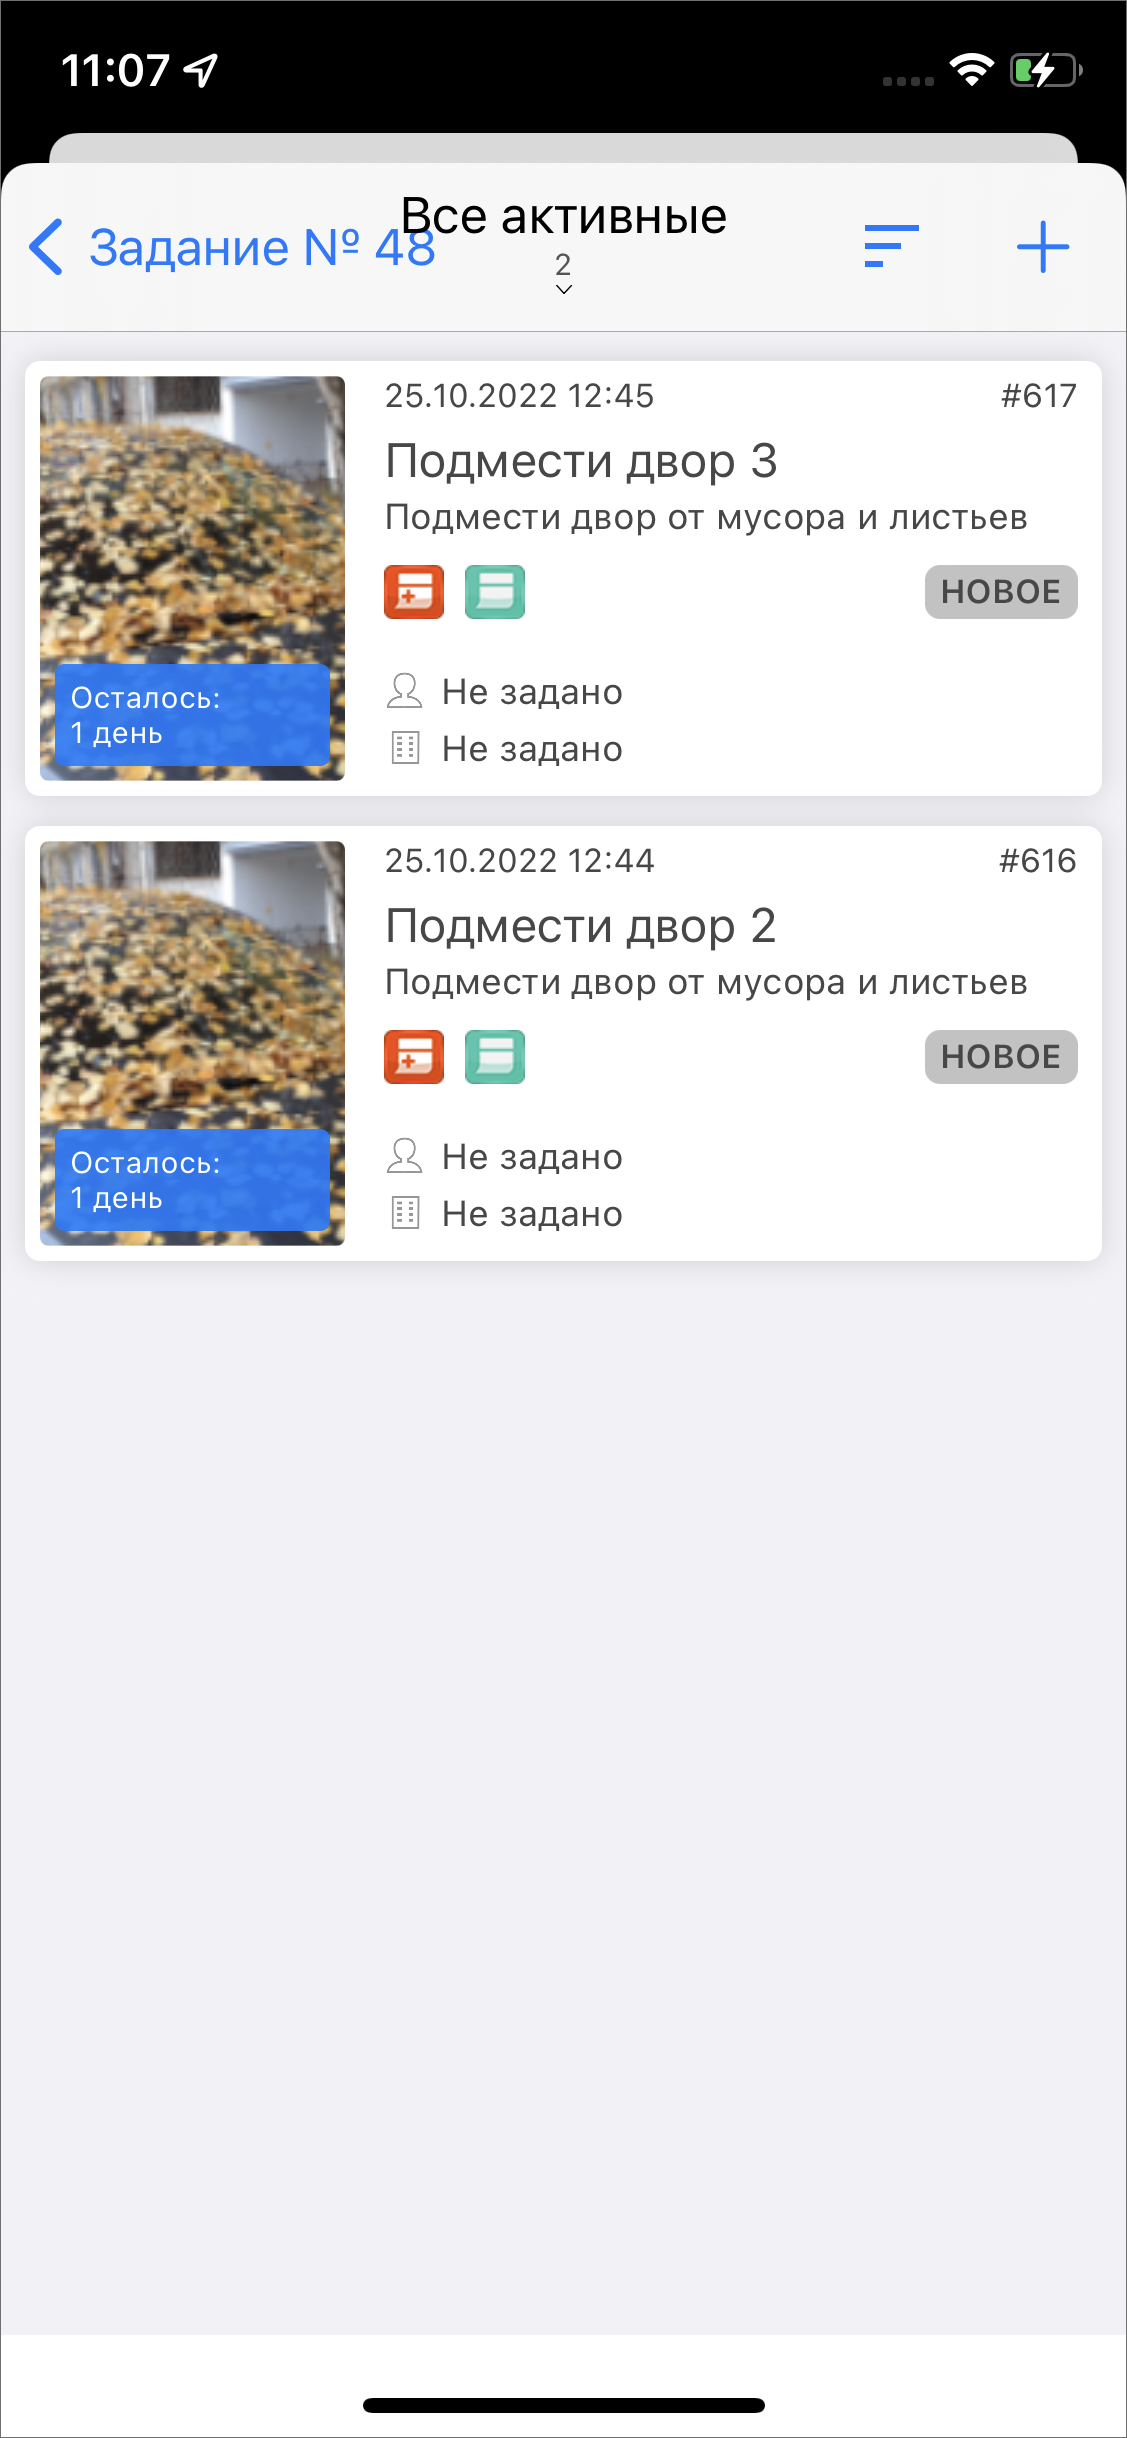 11:07
Все активные
Задание № 48
2
25.10.2022 12:45 #617
Подмести двор 3
Подмести двор от мусора и листьев
НОВОЕ
Осталось:
1 день
Не задано
Не задано
25.10.2022 12:44 #616
Подмести двор 2
Подмести двор от мусора и листьев
НОВОЕ
Осталось:
1 день
Не задано
Не задано